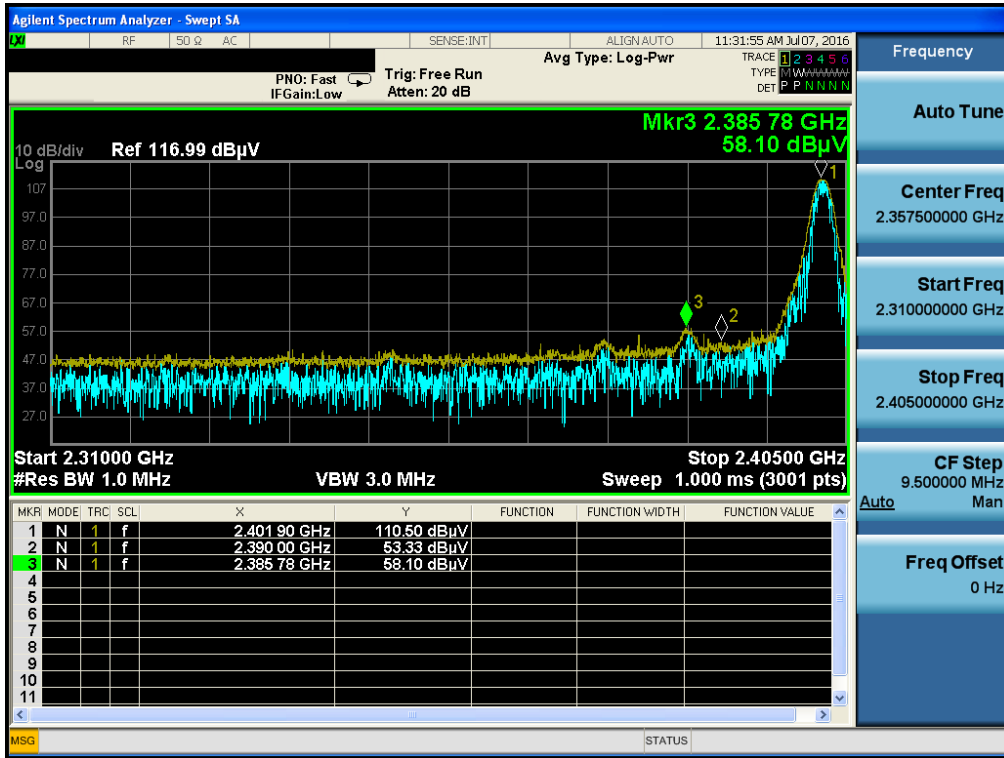 Agilent Spectrum Analyzer - Swept SA
LXI RF 50 Ω AC SENSE:INT ALIGN AUTO 11:31:55 AM Jul 07, 2016
Avg Type: Log-Pwr TRACE 1 2 3 4 5 6
PNO: Fast Trig: Free Run TYPE M W
IFGain:Low Atten: 20 dB DET P P N N N N
Mkr3 2.385 78 GHz
58.10 dBµV
10 dB/div Ref 116.99 dBµV
Log
1
107
97.0
87.0
77.0
67.0
3
2
57.0
47.0
37.0
27.0
Start 2.31000 GHz Stop 2.40500 GHz
#Res BW 1.0 MHz VBW 3.0 MHz Sweep 1.000 ms (3001 pts)
MKR MODE TRC SCL X Y FUNCTION FUNCTION WIDTH FUNCTION VALUE
1 N 1 f 2.401 90 GHz 110.50 dBµV
2 N 1 f 2.390 00 GHz 53.33 dBµV
3 N 1 f 2.385 78 GHz 58.10 dBµV
4
5
6
7
8
9
10
11
MSG STATUS
Frequency
Auto Tune
Center Freq
2.357500000 GHz
Start Freq
2.310000000 GHz
Stop Freq
2.405000000 GHz
CF Step
9.500000 MHz
Auto Man
Freq Offset
0 Hz